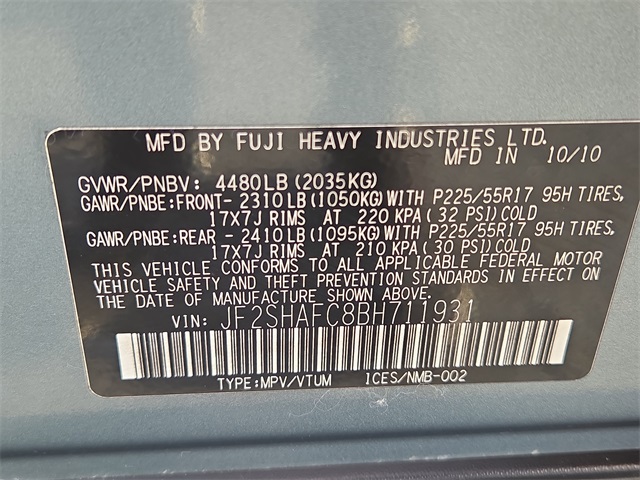 MFD BY FUJI HEAVY INDUSTRIES LTD.
MFD IN 10/10
GVWR/PNBV: 4480LB(2035KG)
GAWR/PNBE:FRONT-2310LB(1050KG)WITH P225/55R17 95H TIRES,
17X7J RIMS AT 220 KPA(32 PSI)COLD
GAWR/PNBE:REAR -2410LB(1095KG)WITH P225/55R17 95H TIRES,
17X7J RIMS AT 210 KPA(30 PSI)COLD
THIS VEHICLE CONFORMS TO ALL APPLICABLE FEDERAL MOTOR
VEHICLE SAFETY AND THEFT PREVENTION STANDARDS IN EFFECT ON
THE DATE OF MANUFACTURE SHOWN ABOVE.
VIN: JF2SHAFC8BH711931
TYPE:MPV/VTUM ICES/NMB-002